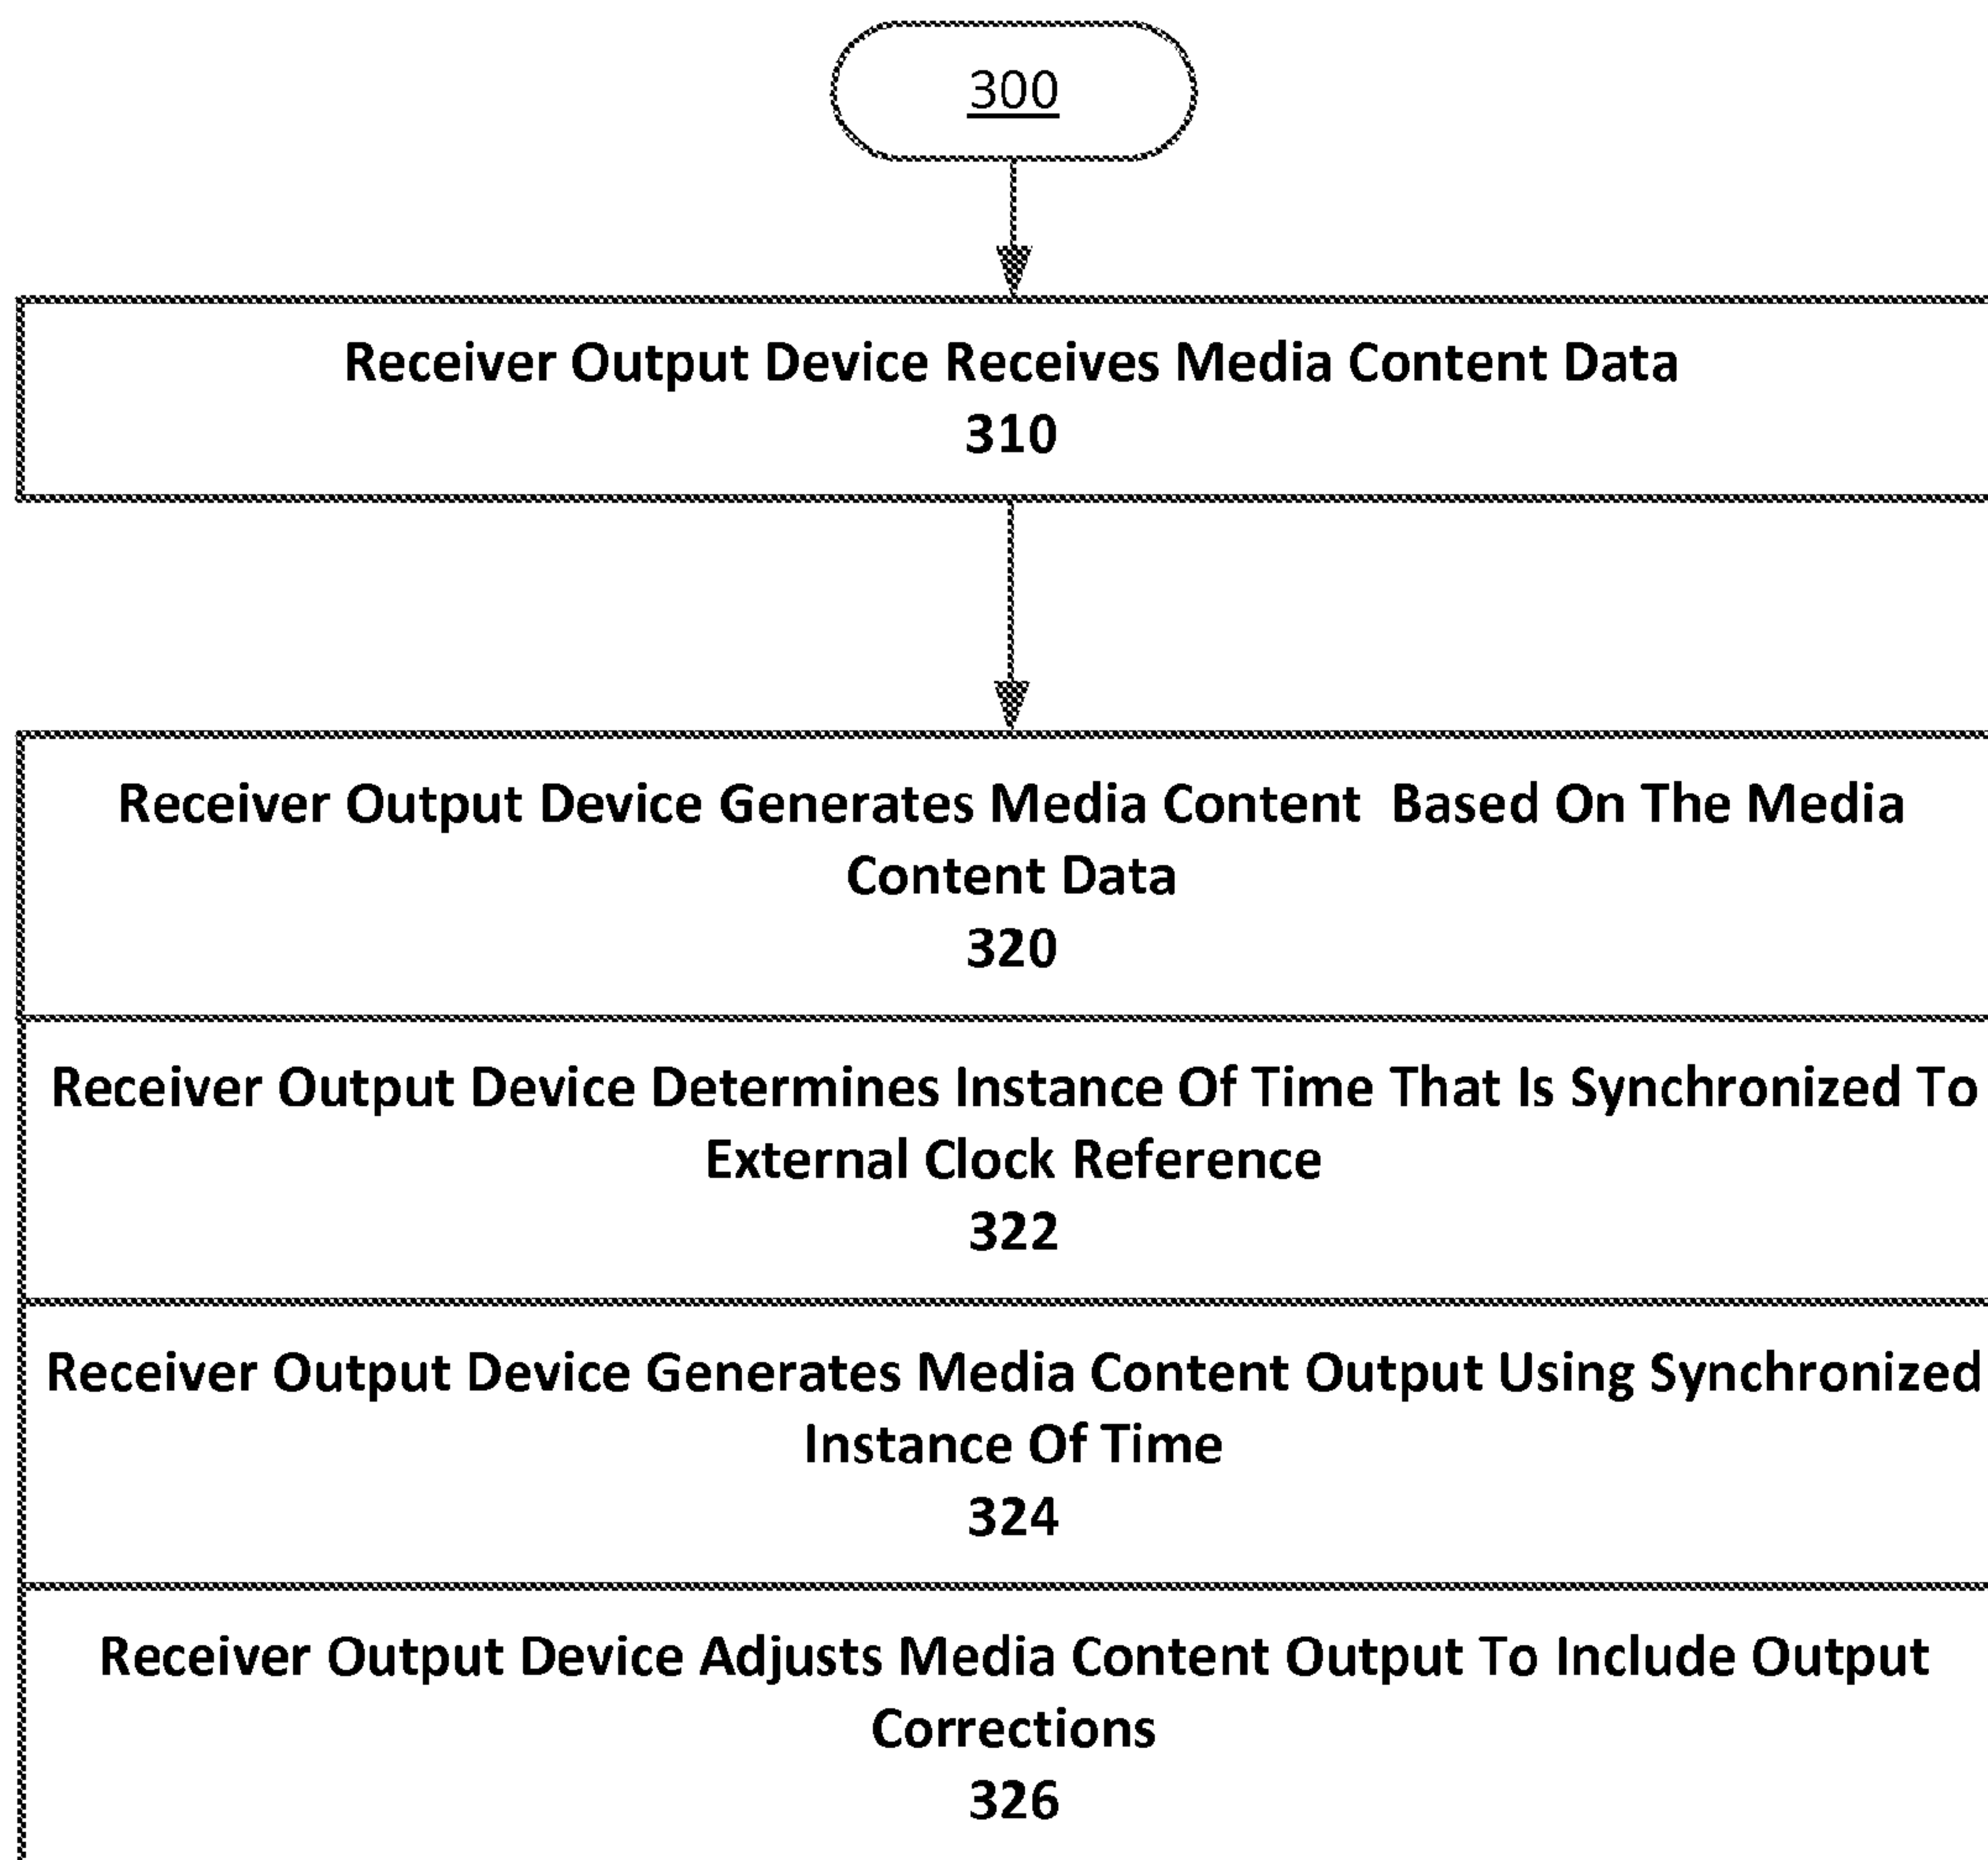 300
Receiver Output Device Receives Media Content Data
310
Receiver Output Device Generates Media Content Based On The Media
Content Data
320
Receiver Output Device Determines Instance Of Time That Is Synchronized To
External Clock Reference
322
Receiver Output Device Generates Media Content Output Using Synchronized
Instance Of Time
324
Receiver Output Device Adjusts Media Content Output To Include Output
Corrections
326